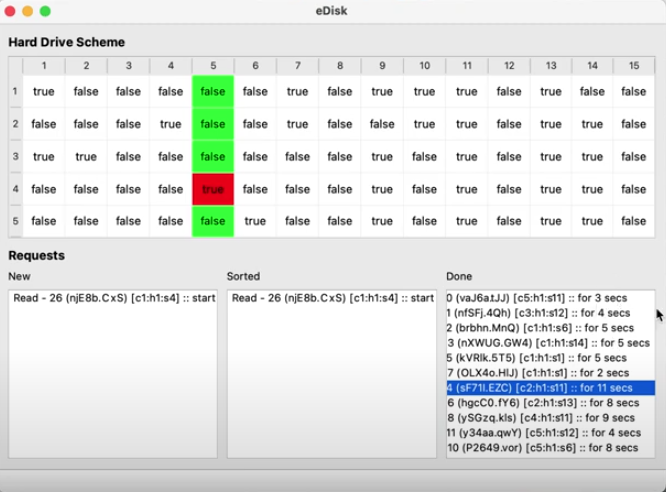 eDisk
Hard Drive Scheme
1 2 3 4 5 6 7 8 9 10 11 12 13 14 15
1 true false false false false false true false true true true false true false false
2 false false false true false false true false false true true true true true false
3 true true false false false false false false true false true false false false false
4 false false false false true false false false true true true false true true false
5 false false false false false true false false true false false false true true false
Requests
New Sorted Done
Read - 26 (njE8b.CxS) [c1:h1:s4] :: start
Read - 26 (njE8b.CxS) [c1:h1:s4] :: start
0 (vaJ6a.tJJ) [c5:h1:s11] :: for 3 secs
1 (nfSFj.4Qh) [c3:h1:s12] :: for 4 secs
2 (brbhn.MnQ) [c1:h1:s6] :: for 5 secs
3 (nXWUG.GW4) [c1:h1:s14] :: for 5 secs
5 (kVRlk.5T5) [c1:h1:s1] :: for 5 secs
7 (OLX4o.HlJ) [c1:h1:s1] :: for 2 secs
4 (sF71l.EZC) [c2:h1:s11] :: for 11 secs
6 (hgcC0.fY6) [c2:h1:s13] :: for 8 secs
8 (ySGzq.kls) [c4:h1:s11] :: for 9 secs
11 (y34aa.qwY) [c5:h1:s12] :: for 4 secs
10 (P2649.vor) [c5:h1:s6] :: for 8 secs